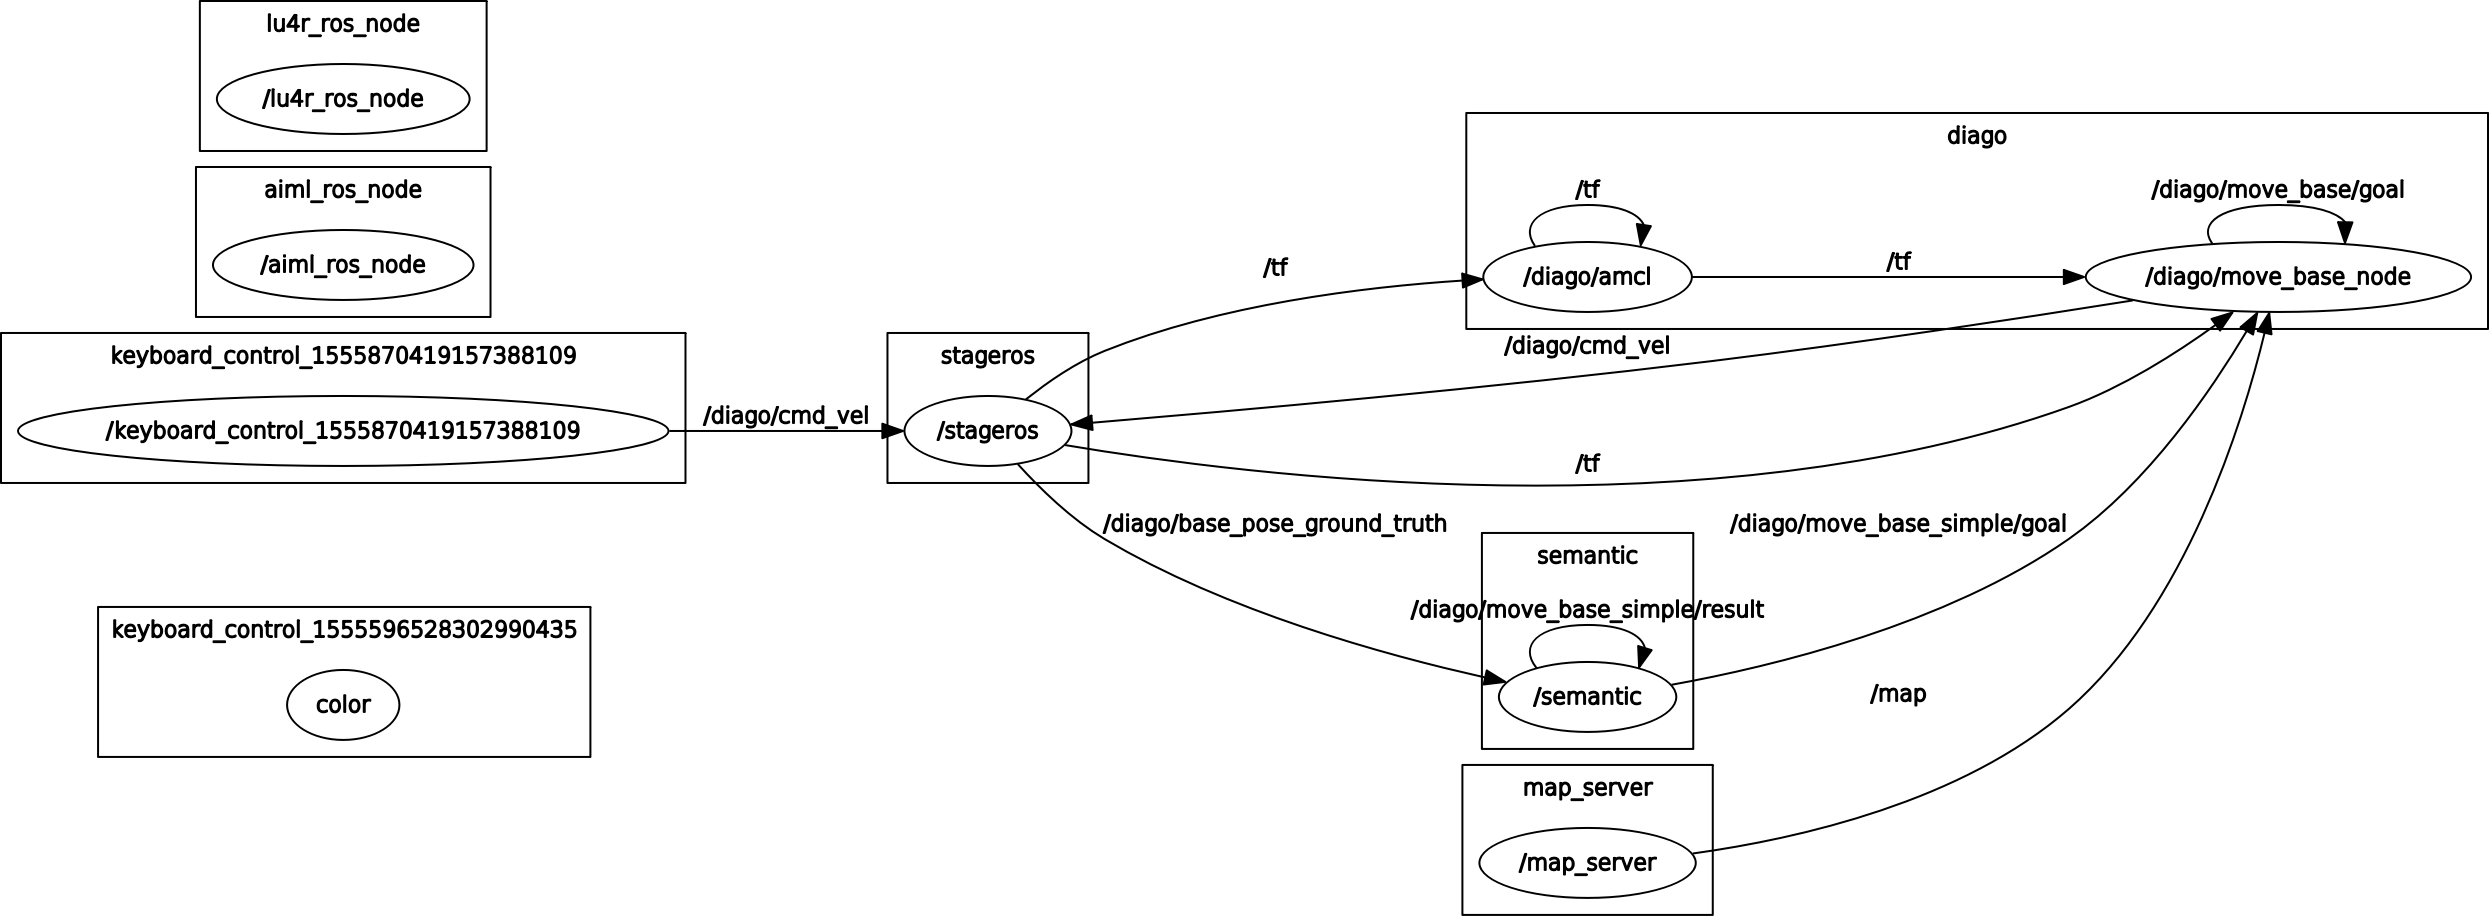 lu4r_ros_node
/lu4r_ros_node
aiml_ros_node
/aiml_ros_node
keyboard_control_1555870419157388109
/keyboard_control_1555870419157388109
/diago/cmd_vel
stageros
/stageros
/tf
diago
/tf
/diago/amcl
/tf
/diago/move_base/goal
/diago/move_base_node
/diago/cmd_vel
/tf
/diago/base_pose_ground_truth
/diago/move_base_simple/goal
semantic
/diago/move_base_simple/result
/semantic
/map
keyboard_control_1555596528302990435
color
map_server
/map_server